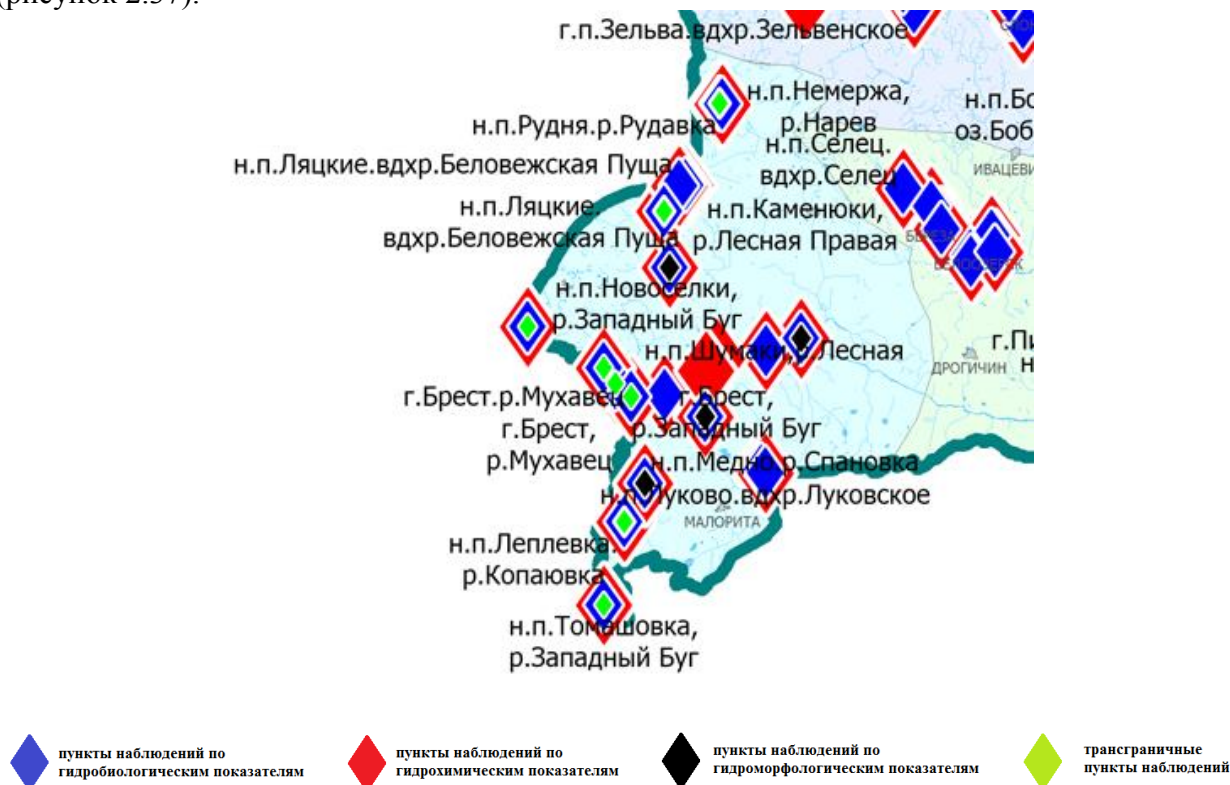 (рисунок 2.37).
г.п.Зельва.вдхр.Зельвенское
н.п.Немержа,
р.Нарев
н.п.Рудня.р.Рудавка
н.п.Селец.
вдхр.Селец
ИВАЦЕВИ
н.п.Ляцкие.вдхр.Беловежская Пуща
н.п.Ляцкие.
вдхр.Беловежская Пуща
н.п.Каменюки,
р.Лесная Правая
н.п.Новоселки,
р.Западный Буг
н.п.Шумаки,р.Лесная
ДРОГИЧИН
г.Брест.р.Мухавец
г.Брест,
р.Западный Буг
г.Брест,
р.Мухавец
н.п.Медно.р.Спановка
н.п.Луково.вдхр.Луковское
МАЛОРИТА
н.п.Леплевка.
р.Копаювка
н.п.Томашовка,
р.Западный Буг
пункты наблюдений по
гидробиологическим показателям
пункты наблюдений по
гидрохимическим показателям
пункты наблюдений по
гидроморфологическим показателям
трансграничные
пункты наблюдений